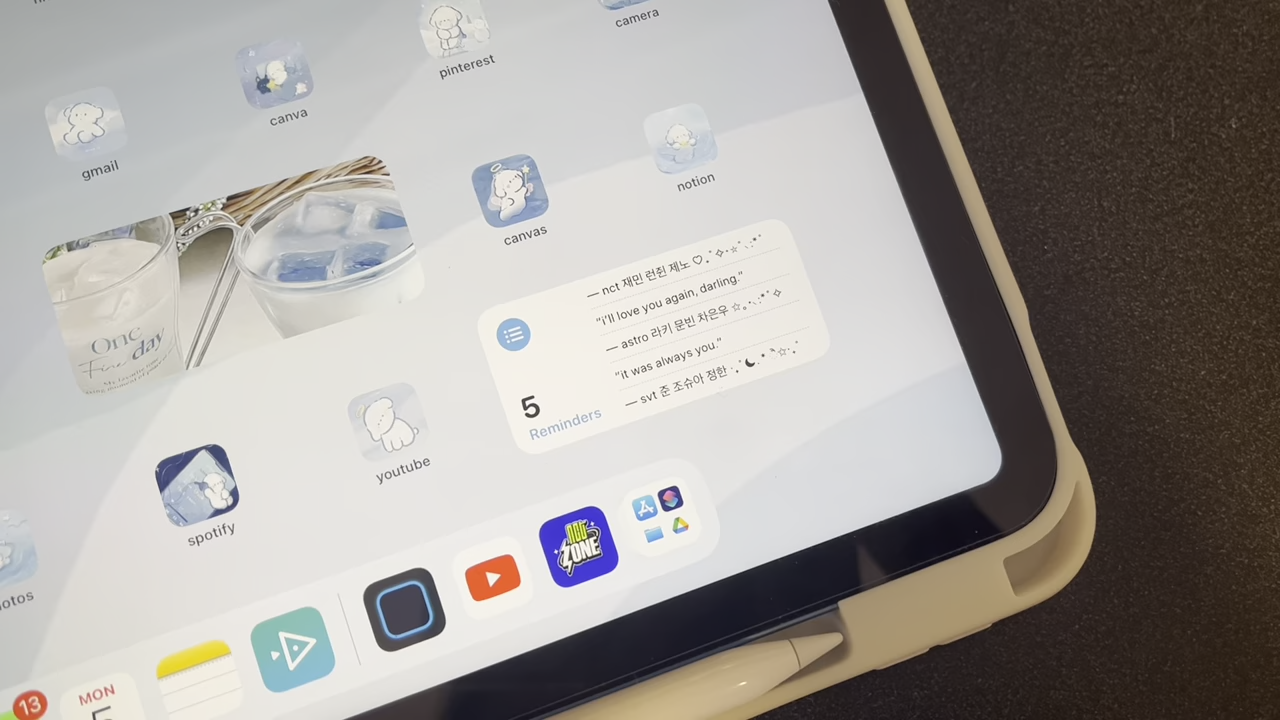 camera
pinterest
canva
gmail
notion
canvas
One
Fine day
— nct 재민 런쥔 제노 ♡ ₊˚✧･☆˚
“i’ll love you again, darling.”
— astro 라키 문빈 차은우 ☆｡
“it was always you.”
— svt 준 조슈아 정한
5
Reminders
youtube
spotify
otos
NCT
ZONE
13
MON